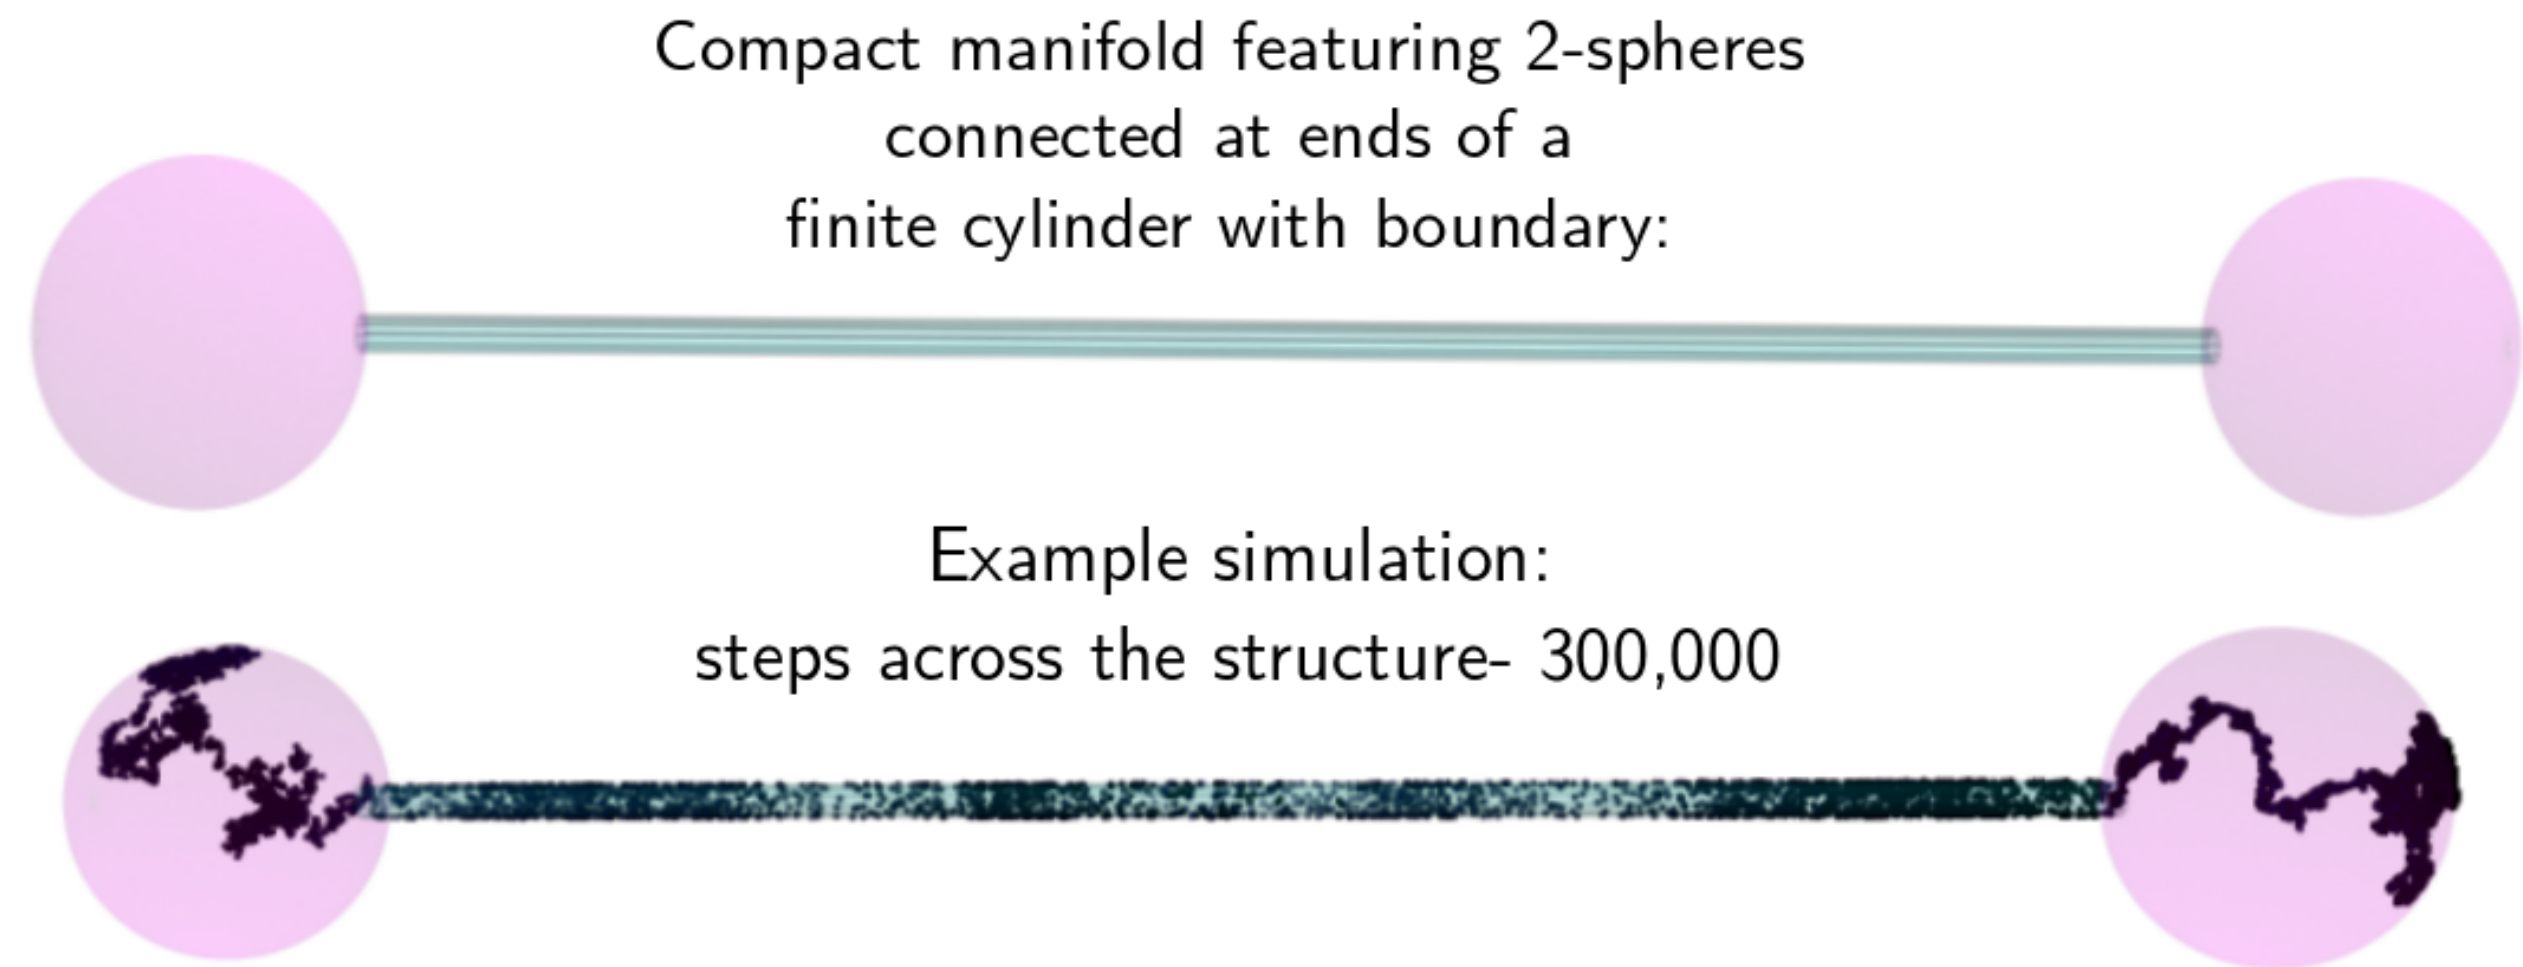 Compact manifold featuring 2-spheres
connected at ends of a
finite cylinder with boundary:
Example simulation:
steps across the structure- 300,000